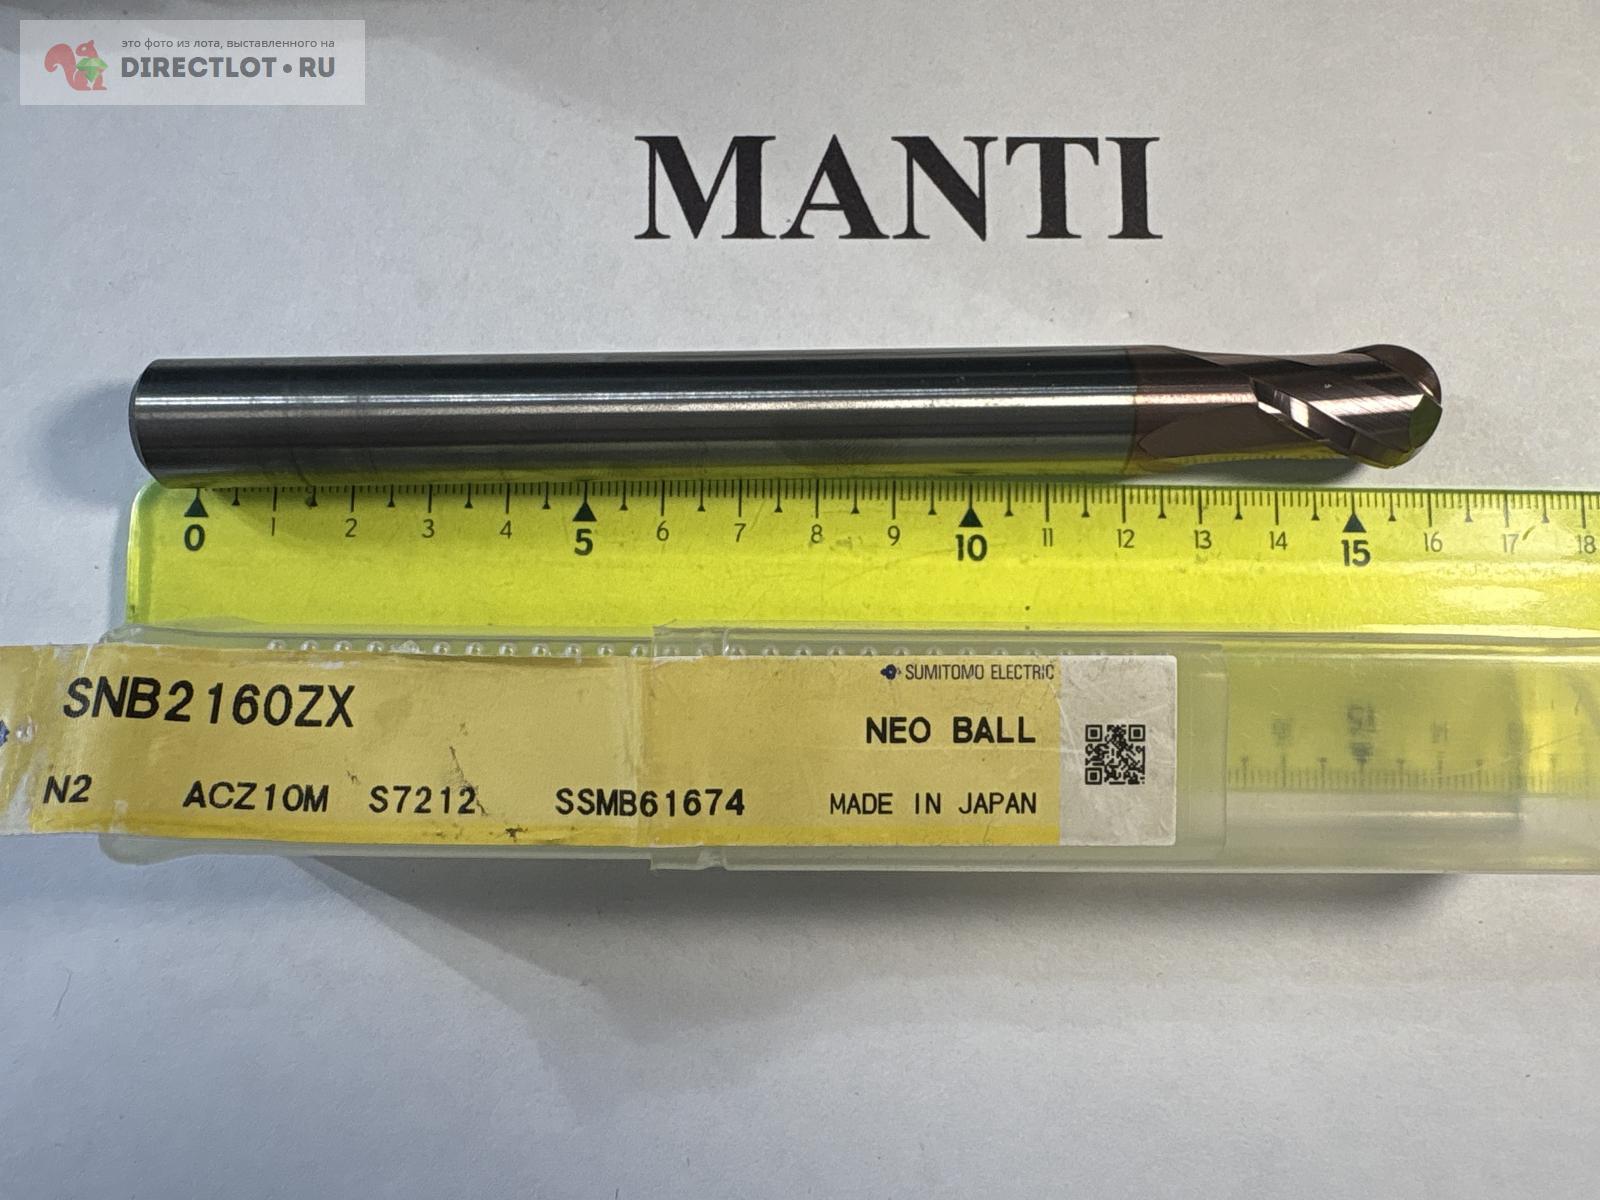 это фото из лота, выставленного на
DIRECTLOT•RU
MANTI
0 1 2 3 4 5 6 7 8 9 10 11 12 13 14 15 16 17 18
SUMITOMO ELECTRIC
SNB2160ZX
NEO BALL
N2 ACZ10M S7212 SSMB61674 MADE IN JAPAN